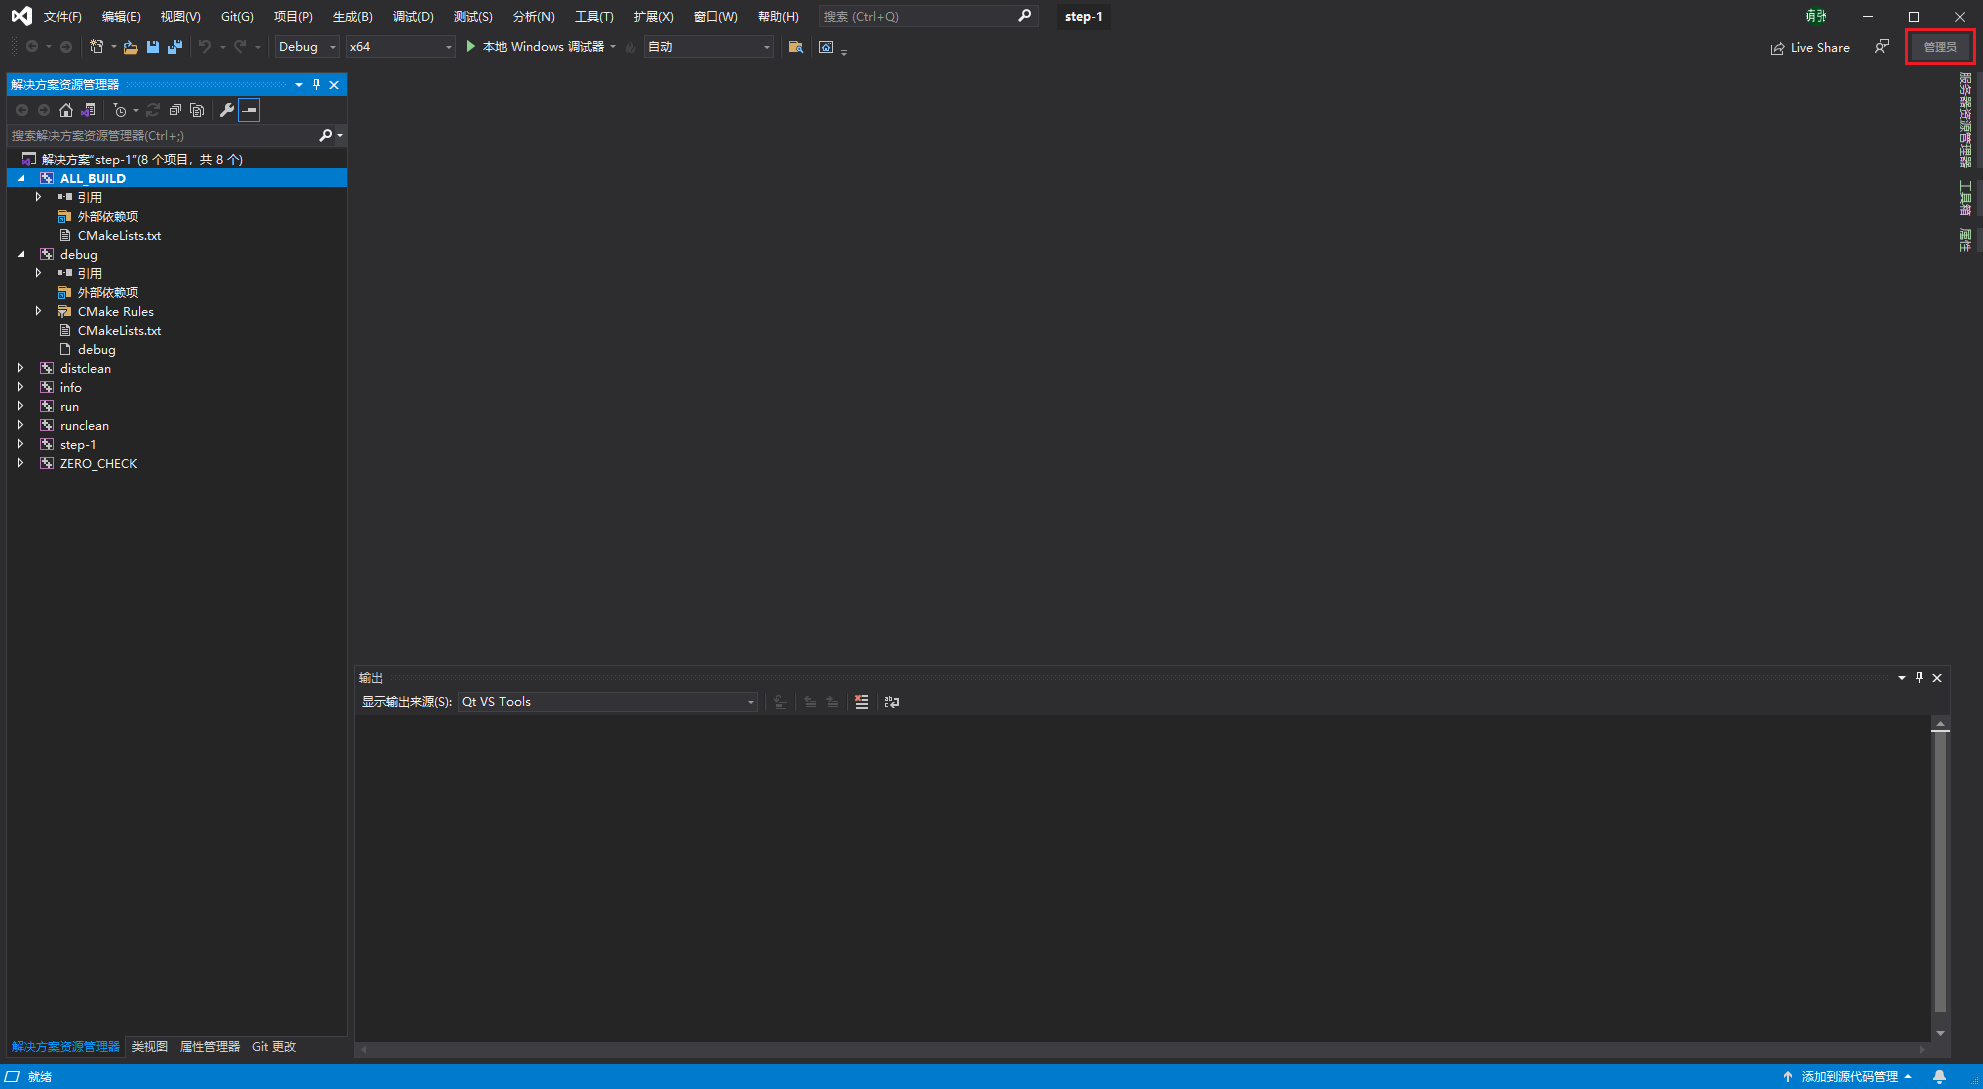 文件(F) 编辑(E) 视图(V) Git(G) 项目(P) 生成(B) 调试(D) 测试(S) 分析(N) 工具(T) 扩展(X) 窗口(W) 帮助(H) 搜索 (Ctrl+Q) step-1
Debug x64 本地 Windows 调试器 自动 Live Share 管理员
解决方案资源管理器
搜索解决方案资源管理器(Ctrl+;)
解决方案"step-1"(8 个项目，共 8 个)
ALL_BUILD
引用
外部依赖项
CMakeLists.txt
debug
引用
外部依赖项
CMake Rules
CMakeLists.txt
debug
distclean
info
run
runclean
step-1
ZERO_CHECK
服务器资源管理器
工具箱
属性
输出
显示输出来源(S): Qt VS Tools
解决方案资源管理器 类视图 属性管理器 Git 更改
就绪 添加到源代码管理